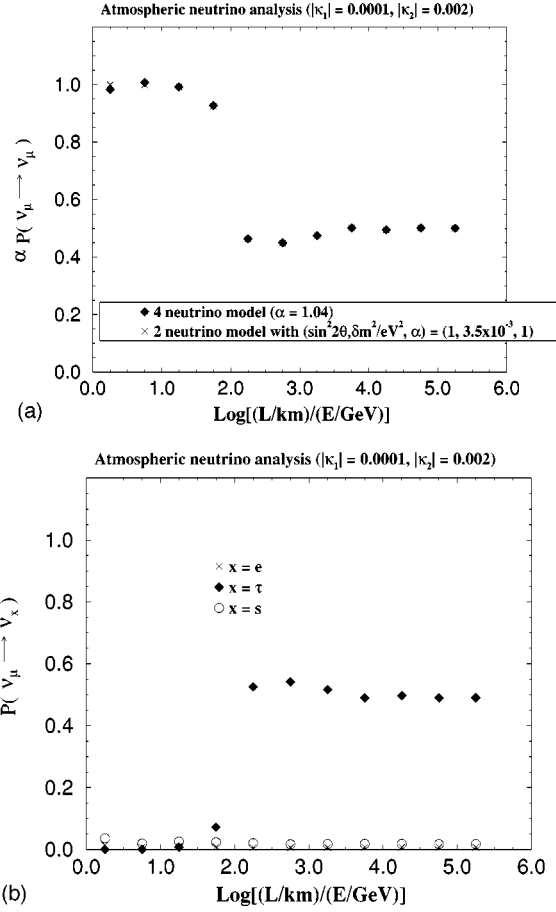 Atmospheric neutrino analysis (|κ₁| = 0.0001, |κ₂| = 0.002)
1.0
0.8
0.6
0.4
0.2
0.0
α P( ν_μ ⟶ ν_μ )
◆ 4 neutrino model (α = 1.04)
× 2 neutrino model with (sin²2θ,δm²/eV², α) = (1, 3.5x10⁻³, 1)
0.0 1.0 2.0 3.0 4.0 5.0 6.0
(a)
Log[(L/km)/(E/GeV)]
Atmospheric neutrino analysis (|κ₁| = 0.0001, |κ₂| = 0.002)
1.0
0.8
0.6
0.4
0.2
0.0
P( ν_μ ⟶ ν_x )
× x = e
◆ x = τ
○ x = s
0.0 1.0 2.0 3.0 4.0 5.0 6.0
(b)
Log[(L/km)/(E/GeV)]